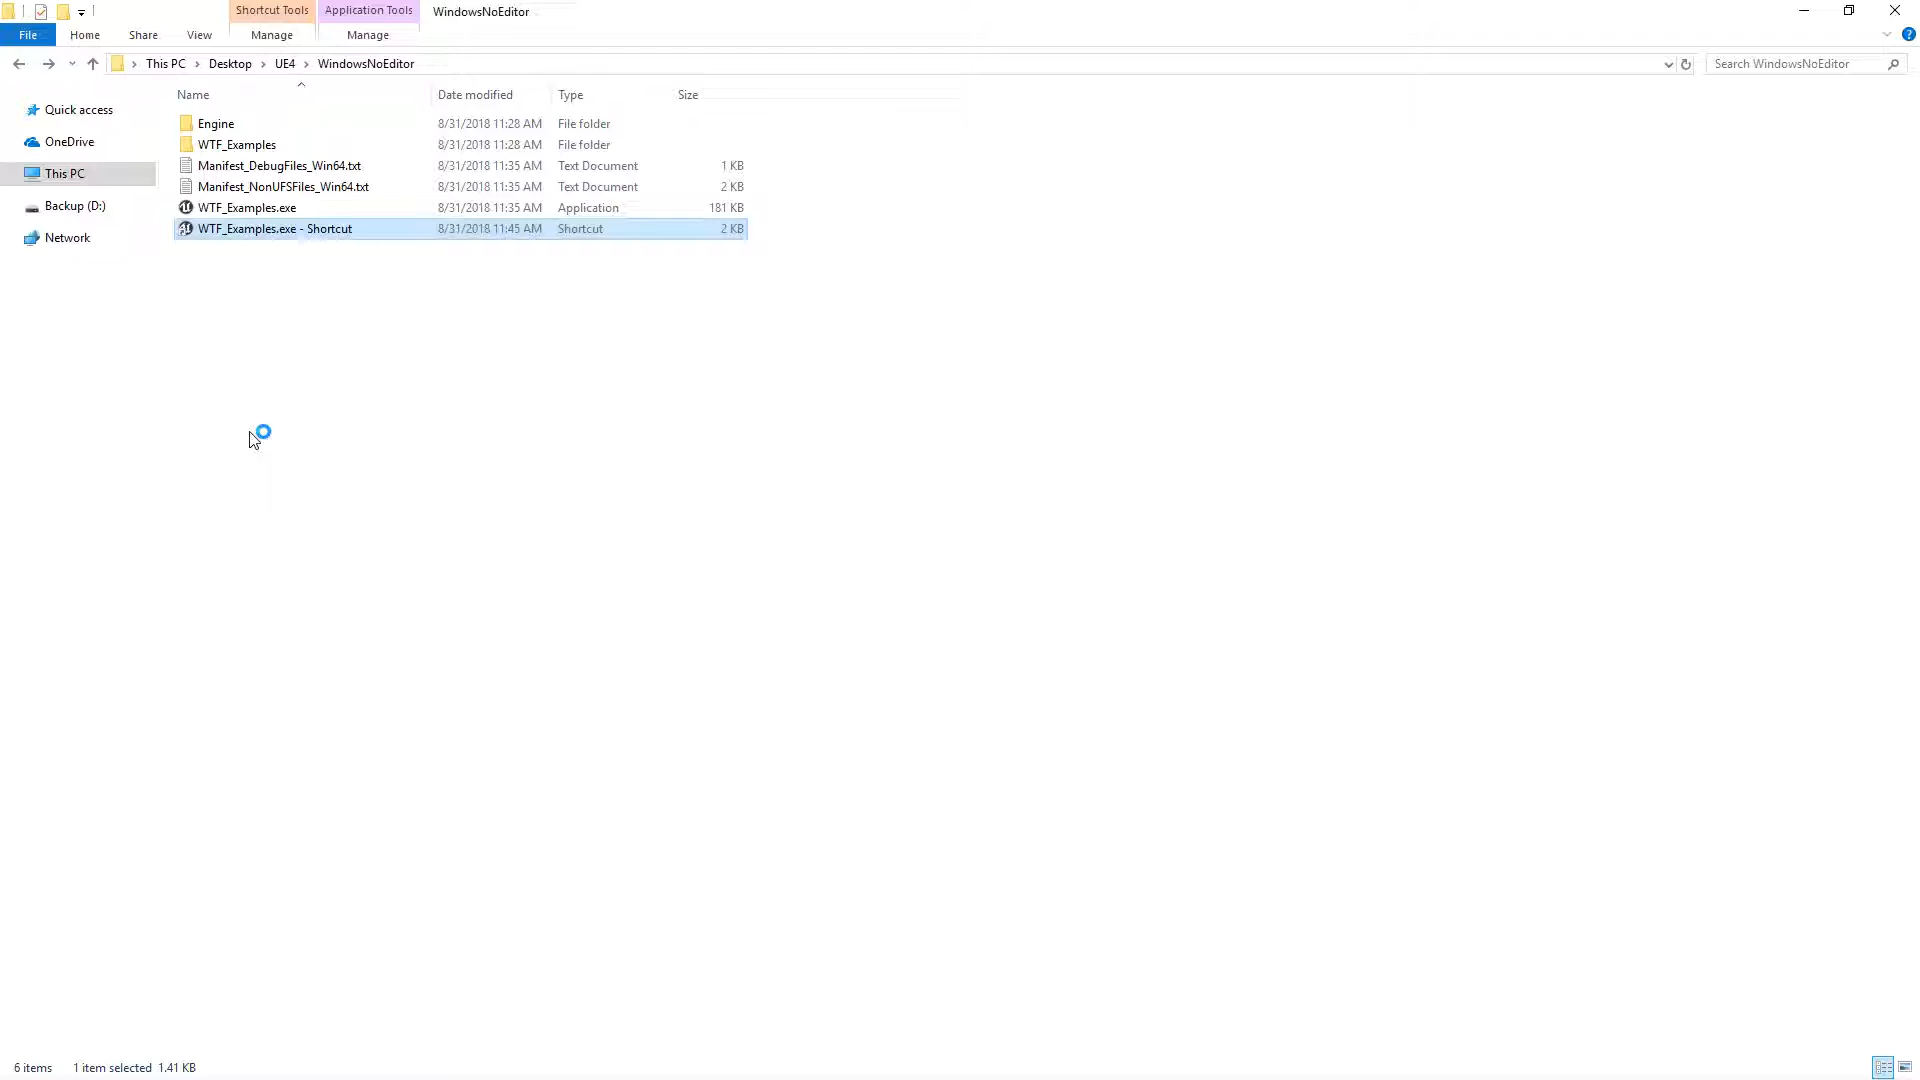 Shortcut Tools Application Tools WindowsNoEditor
File Home Share View Manage Manage
This PC Desktop UE4 WindowsNoEditor Search WindowsNoEditor
Name Date modified Type Size
Quick access
OneDrive
This PC
Backup (D:)
Network
Engine 8/31/2018 11:28 AM File folder
WTF_Examples 8/31/2018 11:28 AM File folder
Manifest_DebugFiles_Win64.txt 8/31/2018 11:35 AM Text Document 1 KB
Manifest_NonUFSFiles_Win64.txt 8/31/2018 11:35 AM Text Document 2 KB
WTF_Examples.exe 8/31/2018 11:35 AM Application 181 KB
WTF_Examples.exe - Shortcut 8/31/2018 11:45 AM Shortcut 2 KB
6 items 1 item selected 1.41 KB